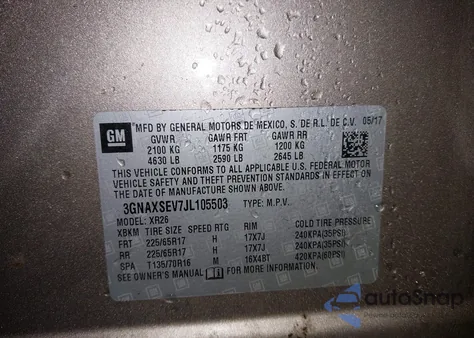 GM
MFD BY GENERAL MOTORS DE MEXICO, S. DE R.L. DE C.V. 05/17
GVWR GAWR FRT GAWR RR
2100 KG 1175 KG 1200 KG
4630 LB 2590 LB 2645 LB
THIS VEHICLE CONFORMS TO ALL APPLICABLE U.S. FEDERAL MOTOR
VEHICLE SAFETY AND THEFT PREVENTION STANDARDS IN EFFECT ON
THE DATE OF MANUFACTURE SHOWN ABOVE.
3GNAXSEV7JL105503 TYPE: M.P.V.
MODEL: XR26
XBKM TIRE SIZE SPEED RTG RIM COLD TIRE PRESSURE
FRT 225/65R17 H 17X7J 240KPA(35PSI)
RR 225/65R17 H 17X7J 240KPA(35PSI)
SPA T135/70R16 M 16X4BT 420KPA(60PSI)
SEE OWNER'S MANUAL FOR MORE INFORMATION.
autoSnap